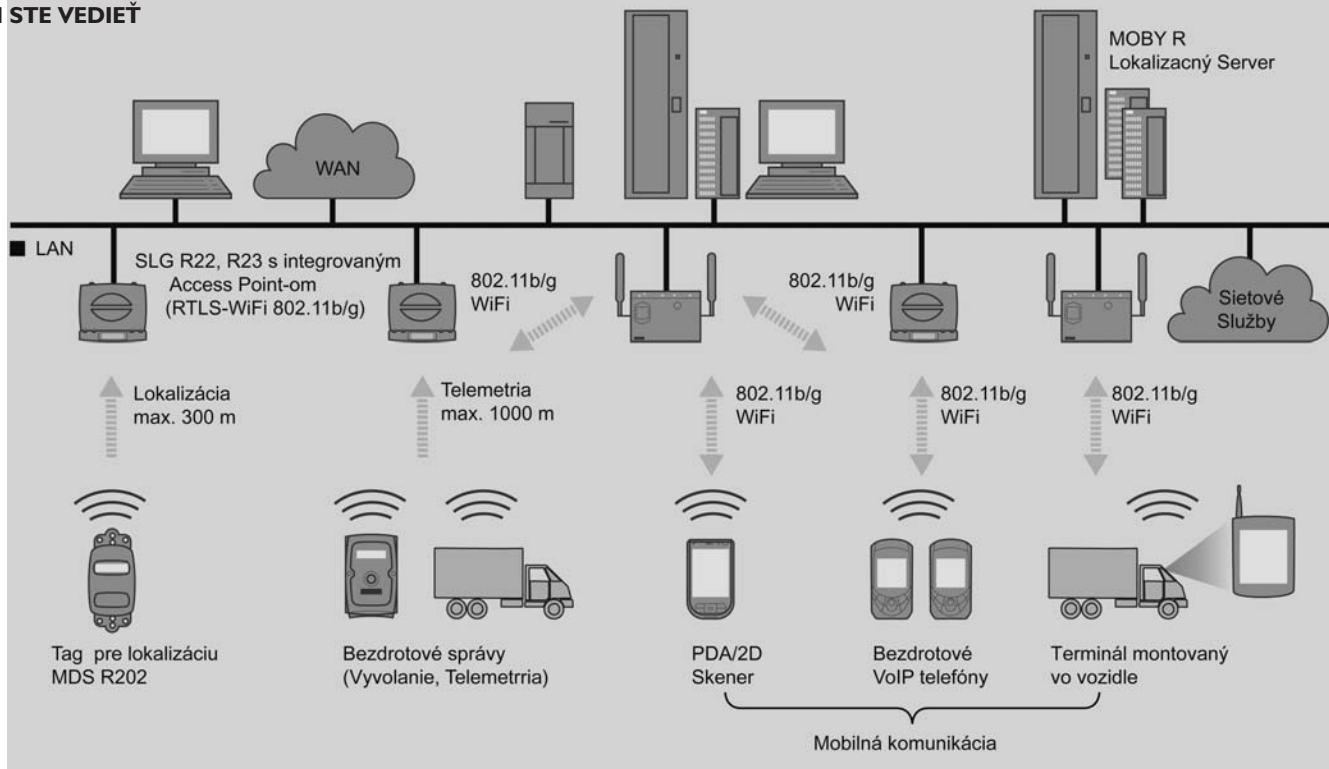 STE VEDIEŤ
MOBY R
Lokalizacný Server
WAN
LAN
SLG R22, R23 s integrovaným
Access Point-om
(RTLS-WiFi 802.11b/g)
802.11b/g
WiFi
802.11b/g
WiFi
Sietové
Služby
Lokalizácia
max. 300 m
Telemetria
max. 1000 m
802.11b/g
WiFi
802.11b/g
WiFi
802.11b/g
WiFi
Tag pre lokalizáciu
MDS R202
Bezdrotové správy
(Vyvolanie, Telemetrria)
PDA/2D
Skener
Bezdrotové
VoIP telefóny
Terminál montovaný
vo vozidle
Mobilná komunikácia